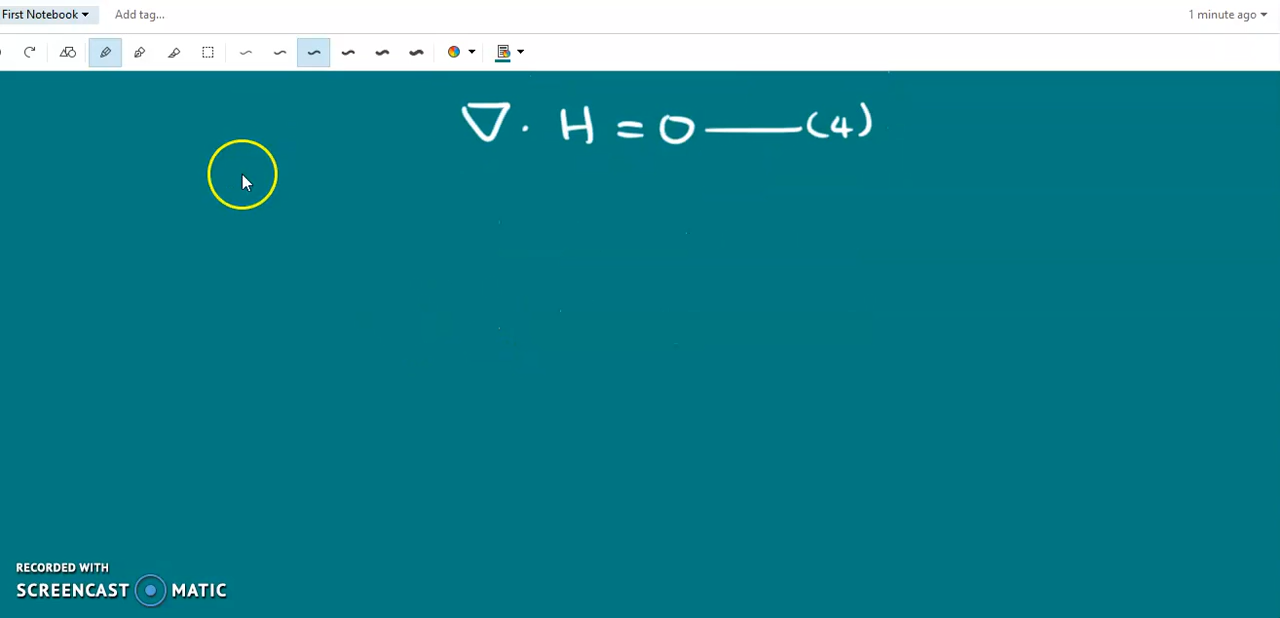 First Notebook Add tag... 1 minute ago
∇ · H = 0 —— (4)
RECORDED WITH
SCREENCAST MATIC